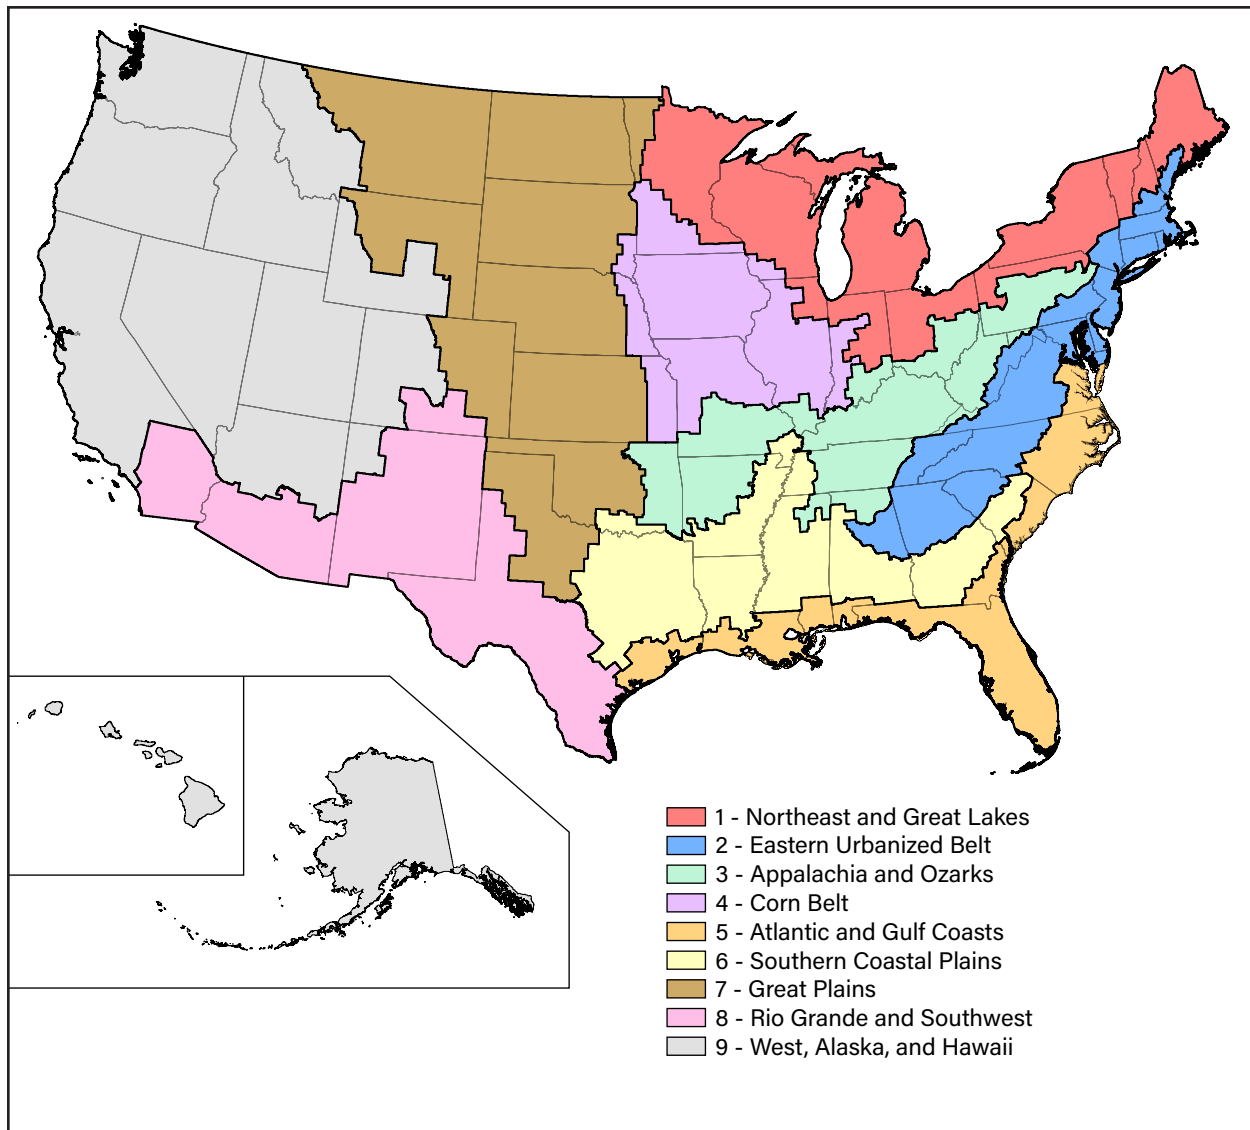 1 - Northeast and Great Lakes
2 - Eastern Urbanized Belt
3 - Appalachia and Ozarks
4 - Corn Belt
5 - Atlantic and Gulf Coasts
6 - Southern Coastal Plains
7 - Great Plains
8 - Rio Grande and Southwest
9 - West, Alaska, and Hawaii